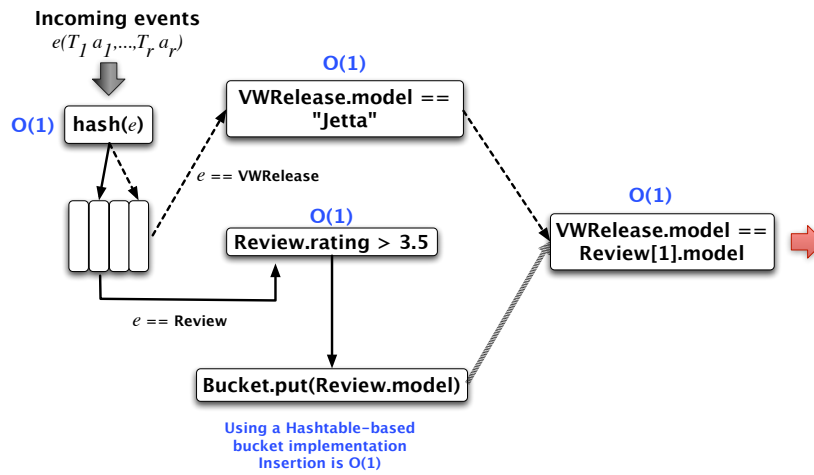 Incoming events
e(T1 a1,...,Tr ar)
O(1)
hash(e)
O(1)
VWRelease.model ==
"Jetta"
e == VWRelease
O(1)
Review.rating > 3.5
e == Review
O(1)
VWRelease.model ==
Review[1].model
Bucket.put(Review.model)
Using a Hashtable-based
bucket implementation
Insertion is O(1)